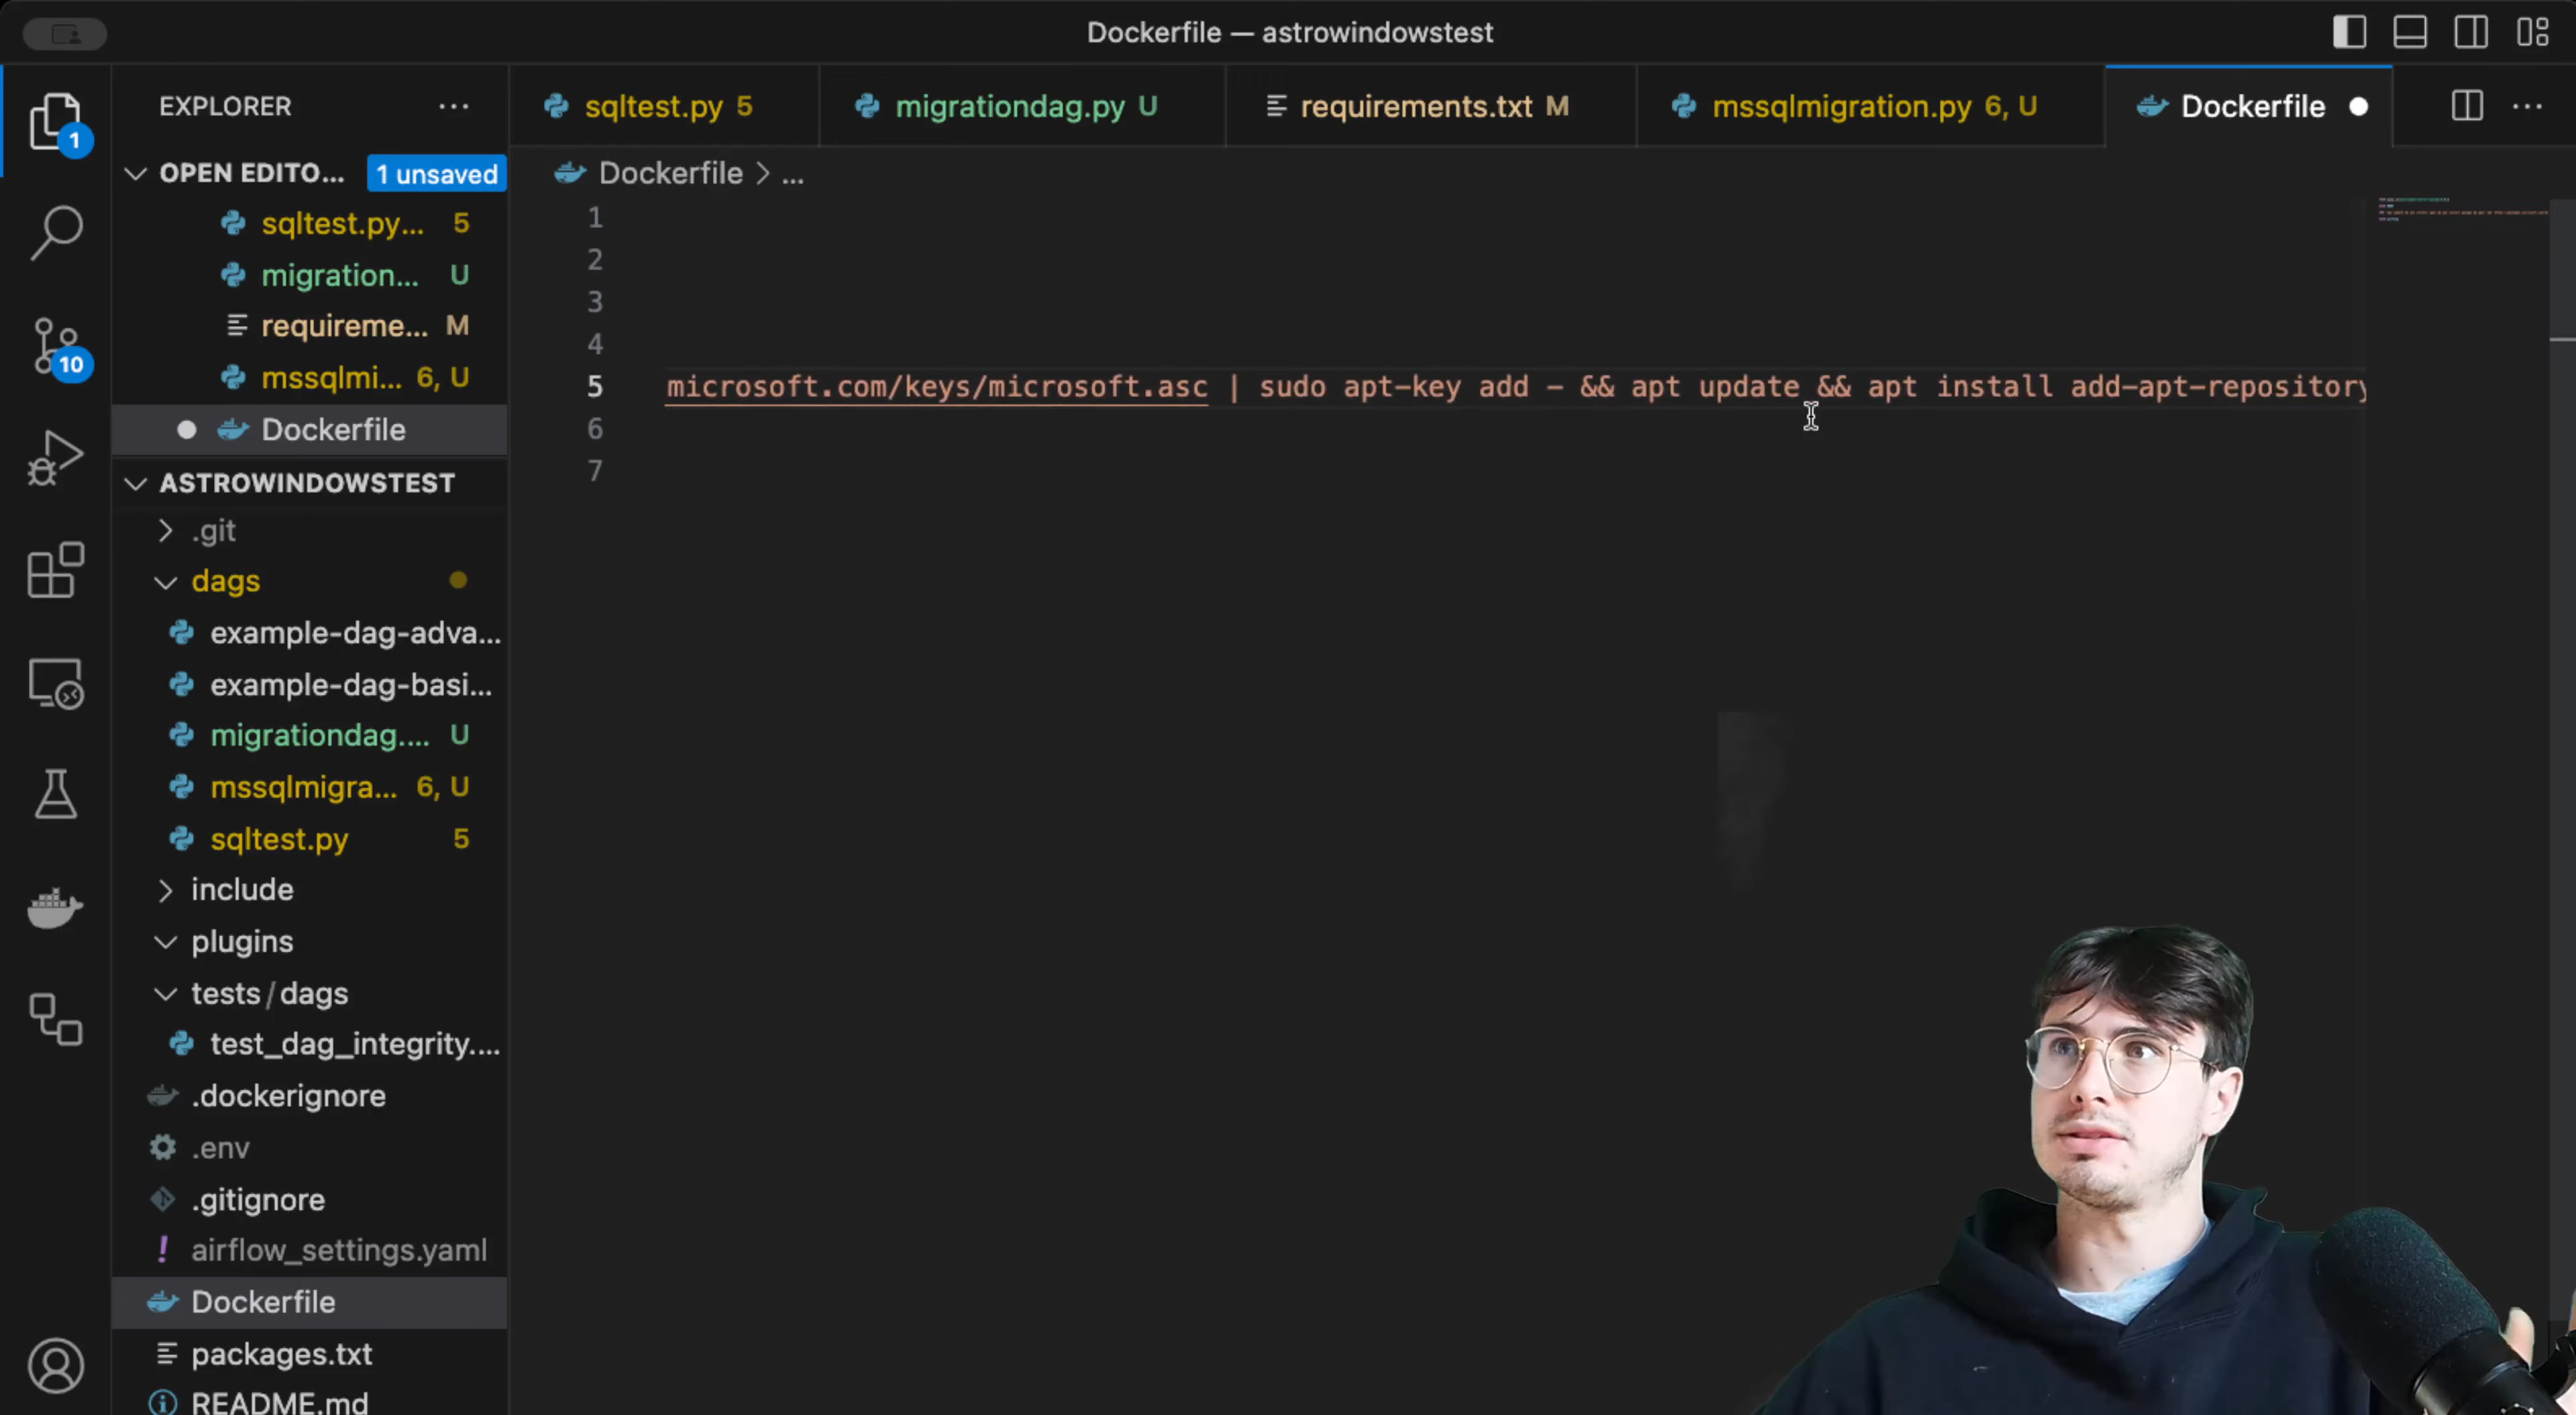 Dockerfile — astrowindowstest
EXPLORER
sqltest.py 5
migrationdag.py U
requirements.txt M
mssqlmigration.py 6, U
Dockerfile
OPEN EDITO... 1 unsaved
sqltest.py... 5
migration... U
requireme... M
mssqlmi... 6, U
Dockerfile
ASTROWINDOWSTEST
.git
dags
example-dag-adva...
example-dag-basi...
migrationdag.... U
mssqlmigra... 6, U
sqltest.py 5
include
plugins
tests / dags
test_dag_integrity....
.dockerignore
.env
.gitignore
airflow_settings.yaml
Dockerfile
packages.txt
README.md
1
10
Dockerfile > ...
1
2
3
4
5 microsoft.com/keys/microsoft.asc | sudo apt-key add - && apt update && apt install add-apt-repository
6
7